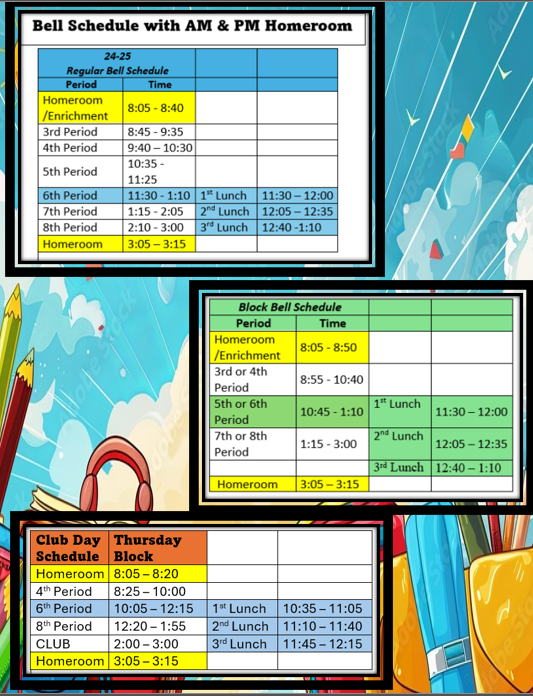 Bell Schedule with AM & PM Homeroom
24-25
Regular Bell Schedule
Period Time
Homeroom
/Enrichment 8:05 - 8:40
3rd Period 8:45 - 9:35
4th Period 9:40 – 10:30
5th Period 10:35 -
11:25
6th Period 11:30 - 1:10 1st Lunch 11:30 – 12:00
7th Period 1:15 - 2:05 2nd Lunch 12:05 – 12:35
8th Period 2:10 - 3:00 3rd Lunch 12:40 -1:10
Homeroom 3:05 – 3:15
Block Bell Schedule
Period Time
Homeroom
/Enrichment 8:05 - 8:50
3rd or 4th
Period 8:55 - 10:40
5th or 6th
Period 10:45 - 1:10 1st Lunch 11:30 – 12:00
7th or 8th
Period 1:15 - 3:00 2nd Lunch 12:05 – 12:35
3rd Lunch 12:40 – 1:10
Homeroom 3:05 – 3:15
Club Day Thursday
Schedule Block
Homeroom 8:05 – 8:20
4th Period 8:25 – 10:00
6th Period 10:05 – 12:15 1st Lunch 10:35 – 11:05
8th Period 12:20 – 1:55 2nd Lunch 11:10 – 11:40
CLUB 2:00 – 3:00 3rd Lunch 11:45 – 12:15
Homeroom 3:05 – 3:15